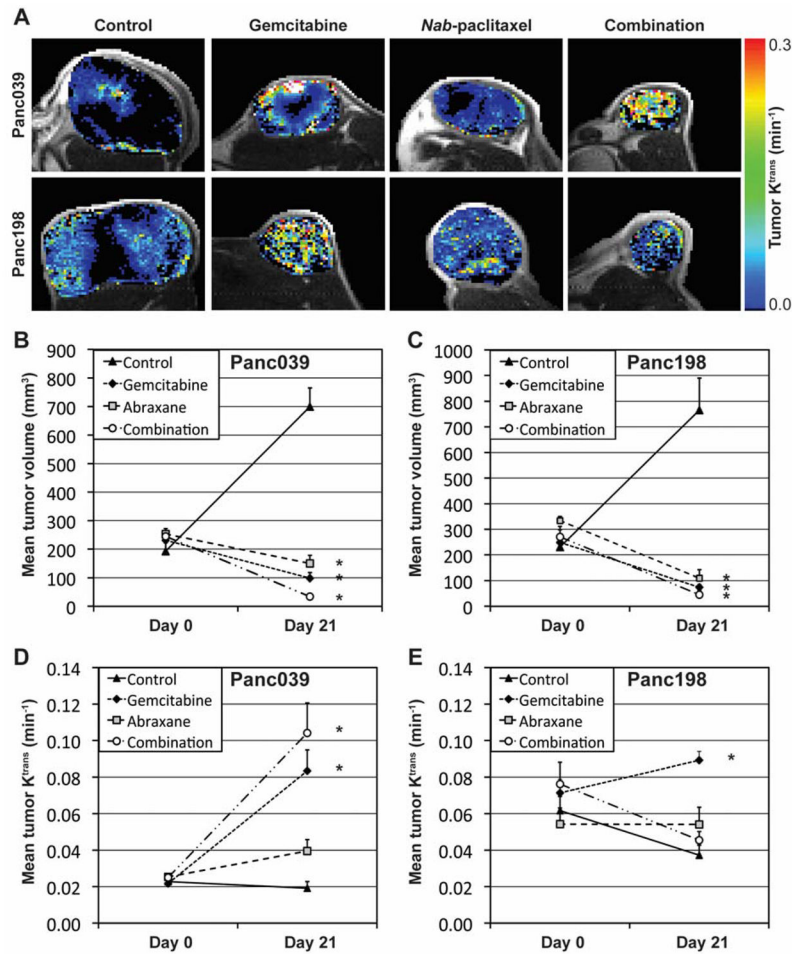 A
Control Gemcitabine Nab-paclitaxel Combination
Panc039
Panc198
0.3
Tumor Ktrans (min-1)
0.0
B
Panc039
Control
Gemcitabine
Abraxane
Combination
Mean tumor volume (mm3)
900
800
700
600
500
400
300
200
100
0
*
*
*
Day 0 Day 21
C
Panc198
Control
Gemcitabine
Abraxane
Combination
Mean tumor volume (mm3)
1000
900
800
700
600
500
400
300
200
100
0
*
*
*
Day 0 Day 21
D
Panc039
Control
Gemcitabine
Abraxane
Combination
Mean tumor Ktrans (min-1)
0.14
0.12
0.10
0.08
0.06
0.04
0.02
0.00
*
*
Day 0 Day 21
E
Panc198
Control
Gemcitabine
Abraxane
Combination
Mean tumor Ktrans (min-1)
0.14
0.12
0.10
0.08
0.06
0.04
0.02
0.00
*
Day 0 Day 21